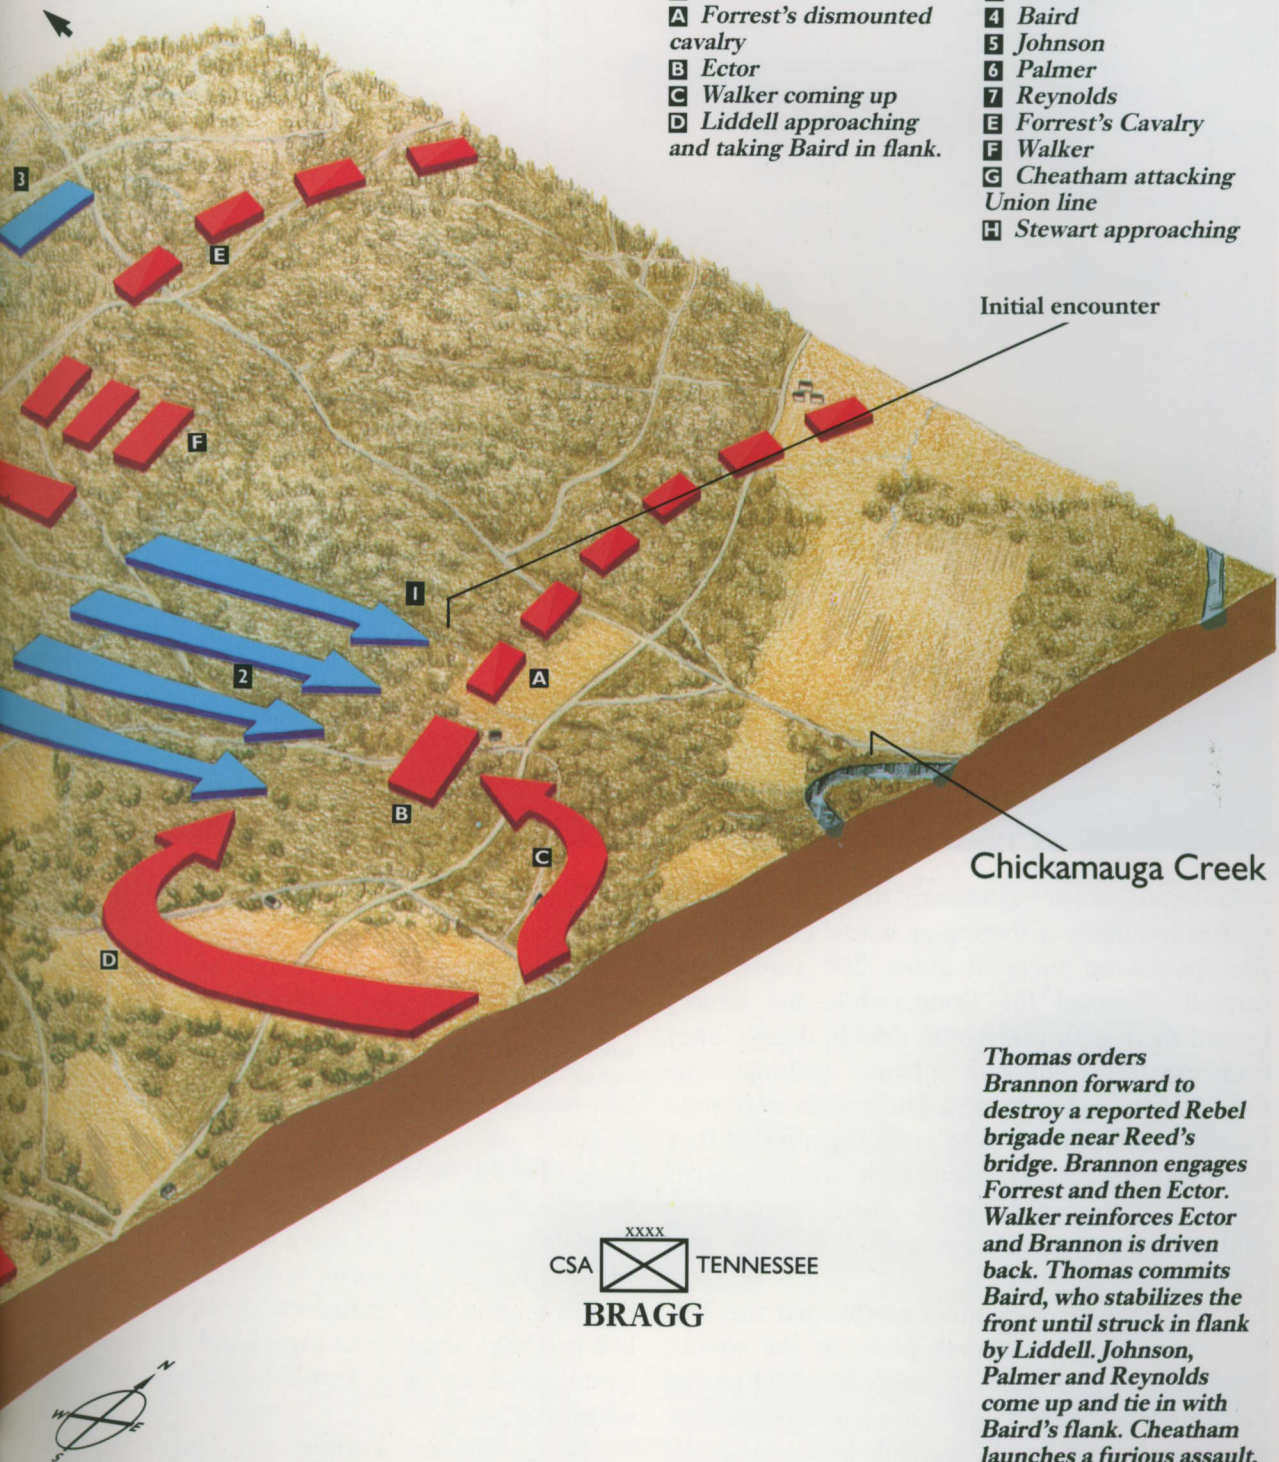 A Forrest's dismounted
cavalry
B Ector
C Walker coming up
D Liddell approaching
and taking Baird in flank.
4 Baird
5 Johnson
6 Palmer
7 Reynolds
E Forrest's Cavalry
F Walker
G Cheatham attacking
Union line
H Stewart approaching
3
E
Initial encounter
F
1
2
A
B
C
Chickamauga Creek
D
Thomas orders
Brannon forward to
destroy a reported Rebel
brigade near Reed's
bridge. Brannon engages
Forrest and then Ector.
Walker reinforces Ector
and Brannon is driven
back. Thomas commits
Baird, who stabilizes the
front until struck in flank
by Liddell. Johnson,
Palmer and Reynolds
come up and tie in with
Baird's flank. Cheatham
launches a furious assault.
xxxx
CSA TENNESSEE
BRAGG
N
W
E
S